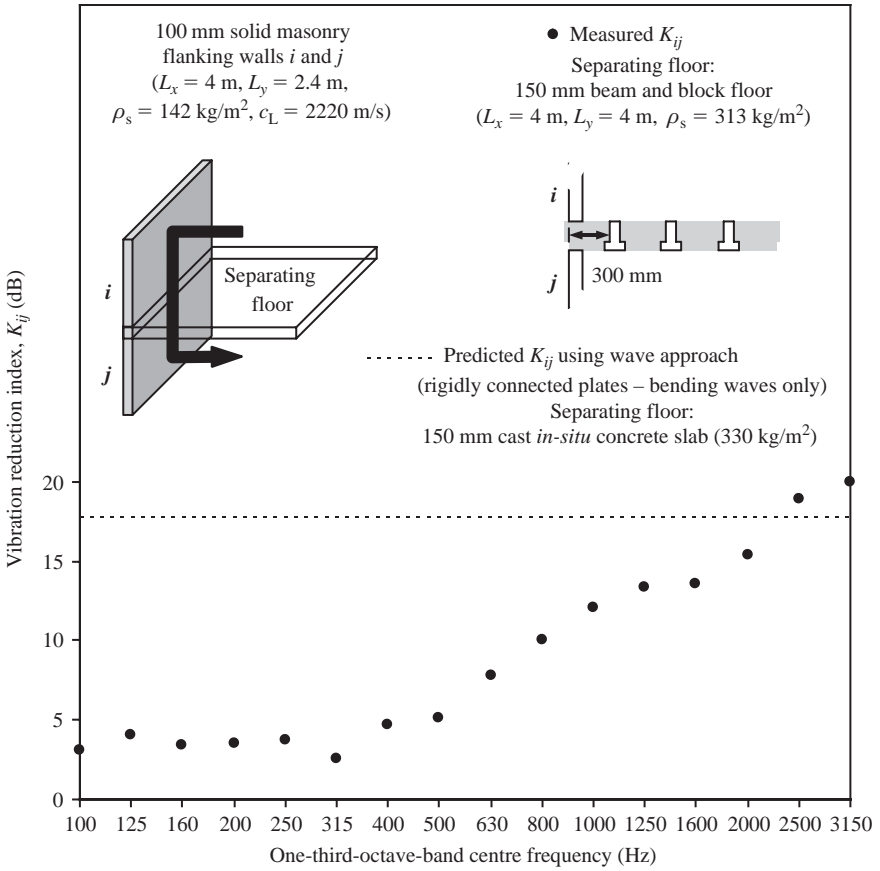 100 mm solid masonry
flanking walls i and j
(Lx = 4 m, Ly = 2.4 m,
ρs = 142 kg/m², cL = 2220 m/s)
Measured Kij
Separating floor:
150 mm beam and block floor
(Lx = 4 m, Ly = 4 m, ρs = 313 kg/m²)
i
j
Separating
floor
i
j
300 mm
Predicted Kij using wave approach
(rigidly connected plates – bending waves only)
Separating floor:
150 mm cast in-situ concrete slab (330 kg/m²)
Vibration reduction index, Kij (dB)
20
15
10
5
0
100 125 160 200 250 315 400 500 630 800 1000 1250 1600 2000 2500 3150
One-third-octave-band centre frequency (Hz)